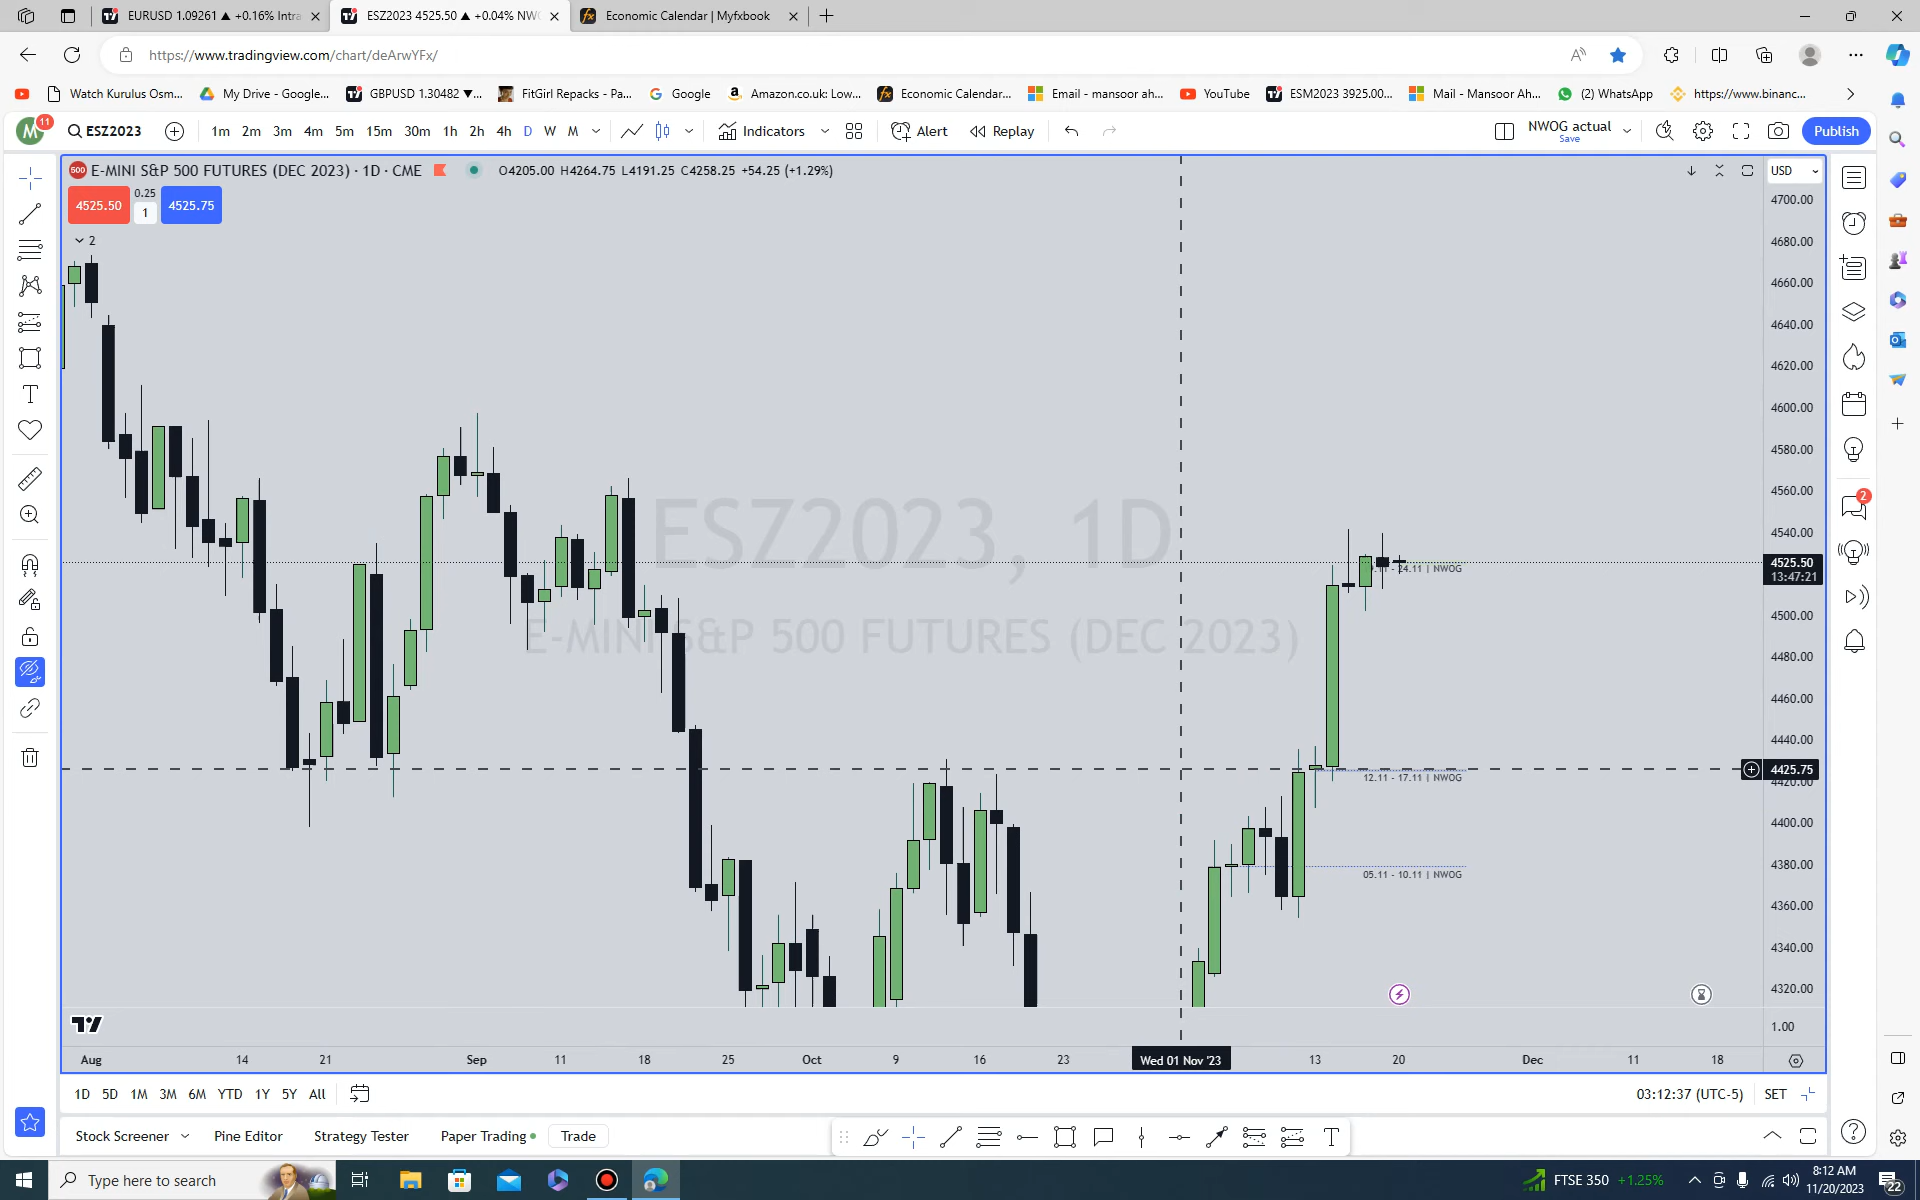 EURUSD 1.09261 ▲ +0.16% Intra
ESZ2023 4525.50 ▲ +0.04% NWO
Economic Calendar | Myfxbook
https://www.tradingview.com/chart/deArwYFx/
Watch Kurulus Osm...
My Drive - Google...
GBPUSD 1.30482 ▼...
FitGirl Repacks - Pa...
Google
Amazon.co.uk: Low...
Economic Calendar...
Email - mansoor ah...
YouTube
ESM2023 3925.00...
Mail - Mansoor Ah...
(2) WhatsApp
https://www.binanc...
M 11
ESZ2023
1m 2m 3m 4m 5m 15m 30m 1h 2h 4h D W M
Indicators
Alert
Replay
NWOG actual
Save
Publish
500
E-MINI S&P 500 FUTURES (DEC 2023) · 1D · CME
O4205.00 H4264.75 L4191.25 C4258.25 +54.25 (+1.29%)
USD
4525.50
0.25
1
4525.75
2
4700.00
4680.00
4660.00
4640.00
4620.00
4600.00
4580.00
4560.00
4540.00
4525.50
13:47:21
4500.00
4480.00
4460.00
4440.00
4425.75
4420.00
4400.00
4380.00
4360.00
4340.00
4320.00
1.00
ESZ2023, 1D
E-MINI S&P 500 FUTURES (DEC 2023)
24.11 | NWOG
12.11 - 17.11 | NWOG
05.11 - 10.11 | NWOG
2
Aug 14 21 Sep 11 18 25 Oct 9 16 23 Wed 01 Nov '23 13 20 Dec 11 18
1D 5D 1M 3M 6M YTD 1Y 5Y All
03:12:37 (UTC-5) SET
Stock Screener
Pine Editor
Strategy Tester
Paper Trading
Trade
Type here to search
FTSE 350 +1.25%
8:12 AM
11/20/2023
22